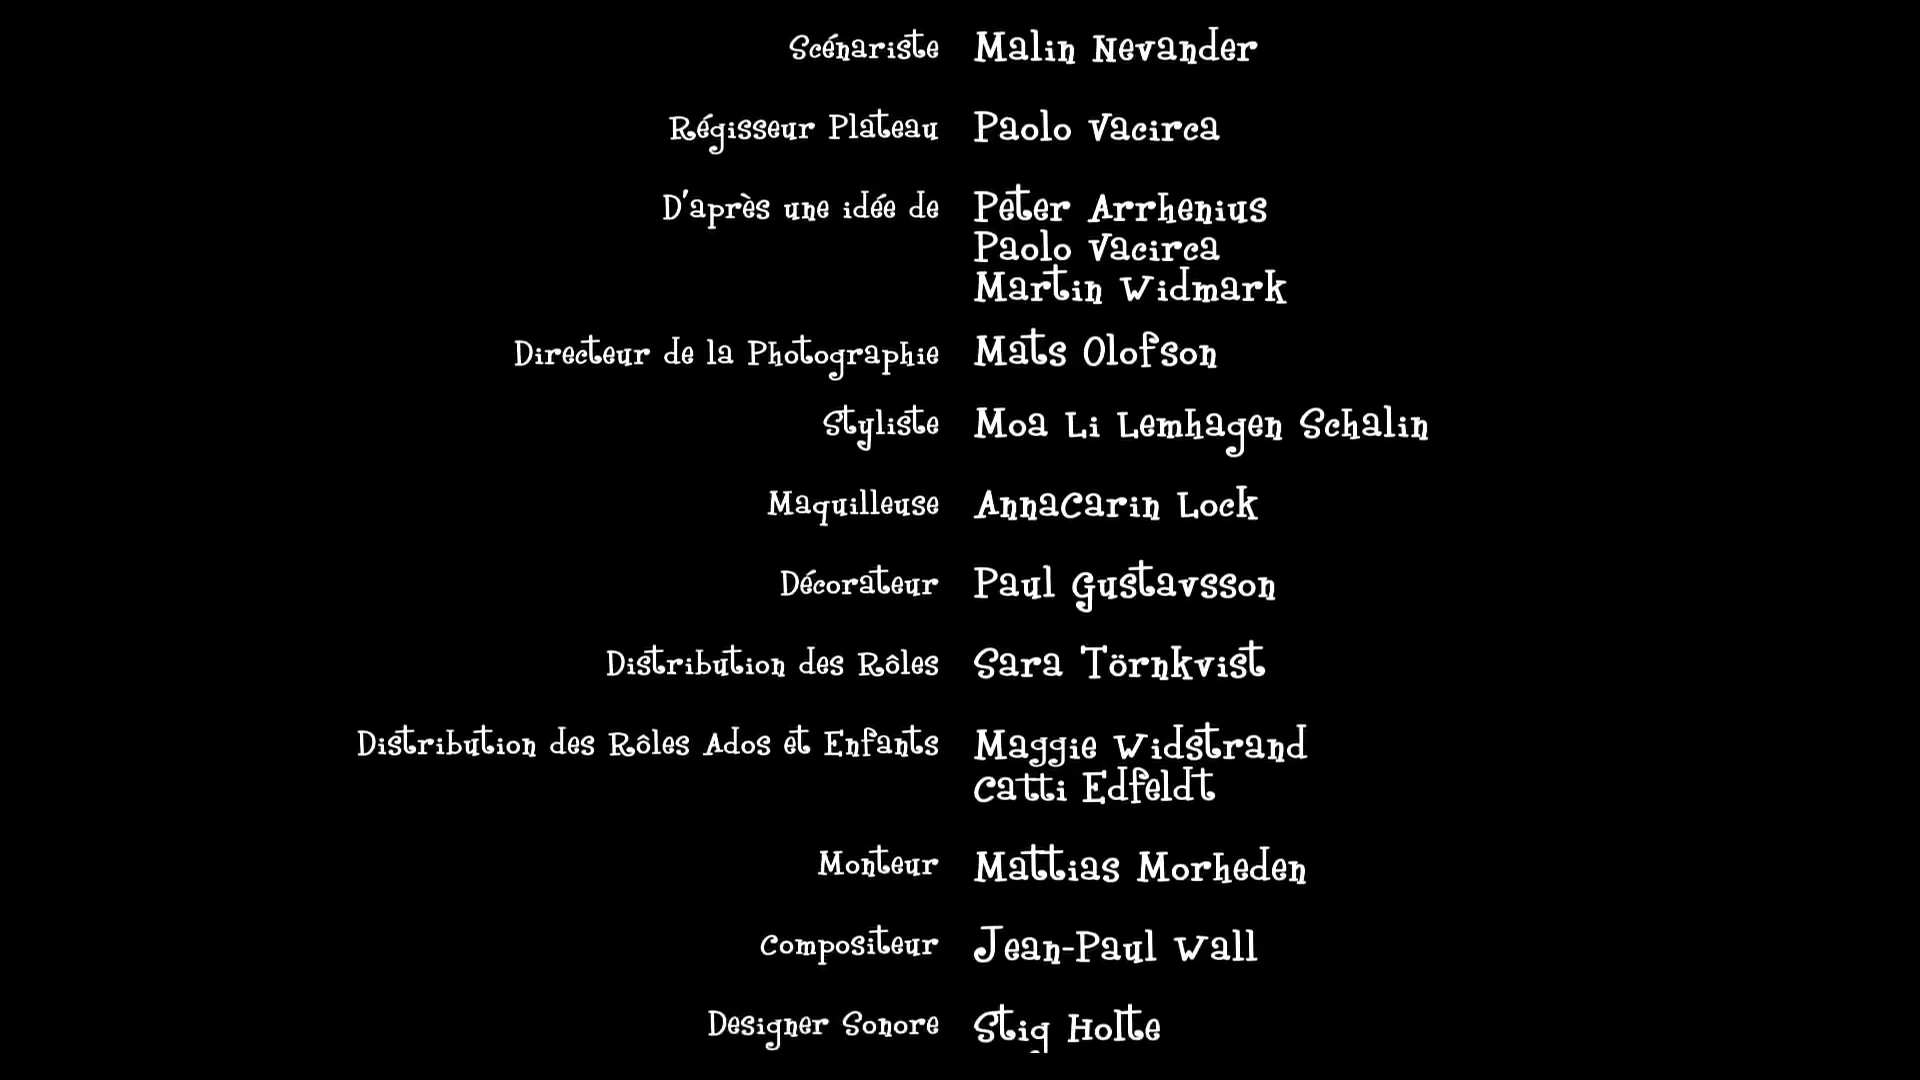 Scénariste Malin Nevander
Régisseur Plateau Paolo Vacirca
D'après une idée de Peter Arrhenius
Paolo Vacirca
Martin Widmark
Directeur de la Photographie Mats Olofson
Styliste Moa Li Lemhagen Schalin
Maquilleuse AnnaCarin Lock
Décorateur Paul Gustavsson
Distribution des Rôles Sara Törnkvist
Distribution des Rôles Ados et Enfants Maggie Widstrand
Catti Edfeldt
Monteur Mattias Morheden
Compositeur Jean-Paul Wall
Designer Sonore Stig Holte